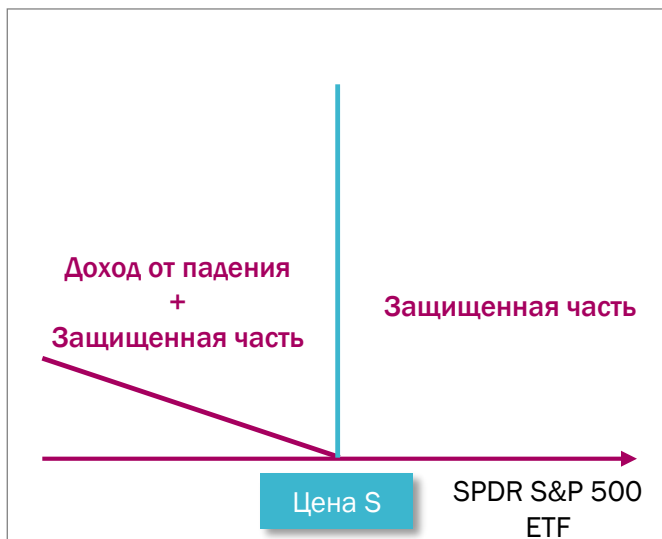 Доход от падения
+
Защищенная часть
Защищенная часть
Цена S
SPDR S&P 500
ETF